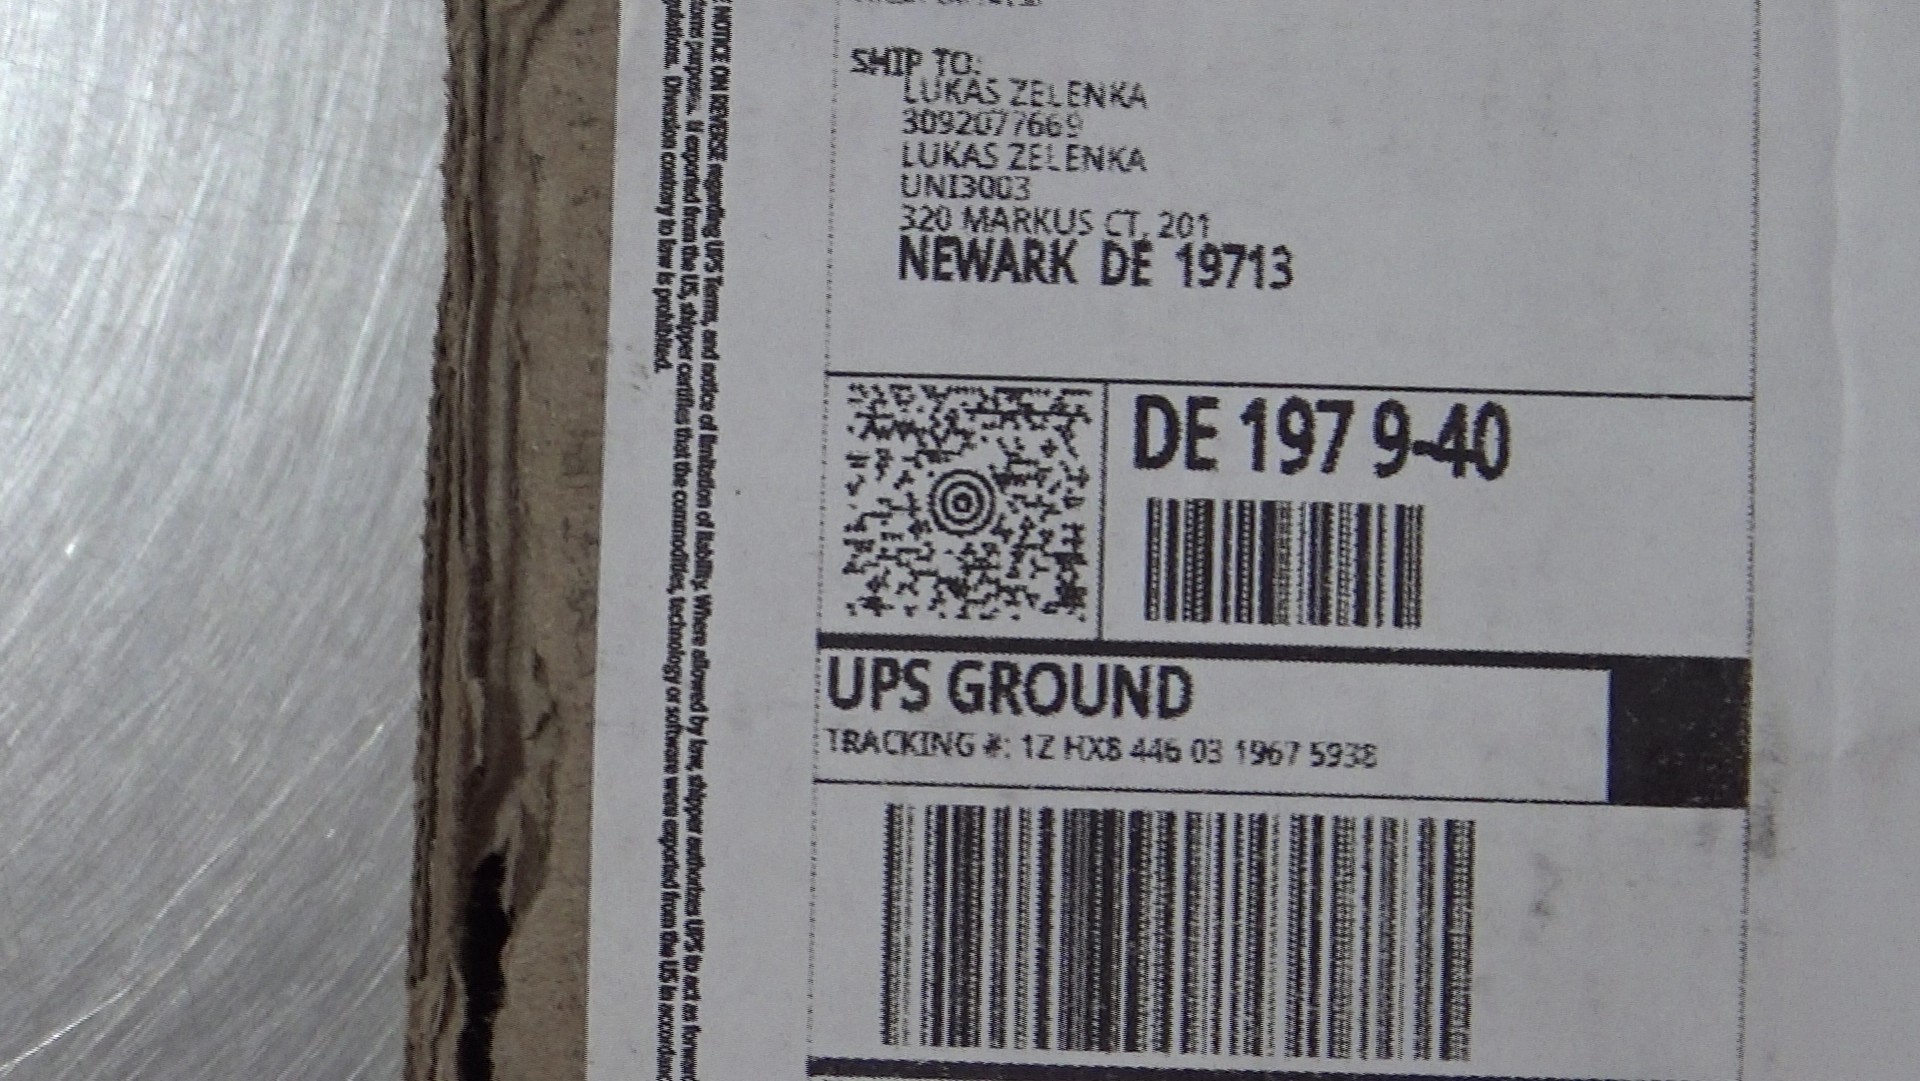 SHIP TO:
LUKAS ZELENKA
3092077669
LUKAS ZELENKA
UNI3003
320 MARKUS CT, 201
NEWARK DE 19713
DE 197 9-40
UPS GROUND
TRACKING #: 1Z HX8 446 03 1967 5938
NOTICE ON REVERSE regarding UPS Terms, and notice of limitation of liability. Where allowed by law, shipper authorizes UPS to act as forward
purposes. If exported from the US, shipper certifies that the commodities, technology or software were exported from the US in
Diversion contrary to law is prohibited.